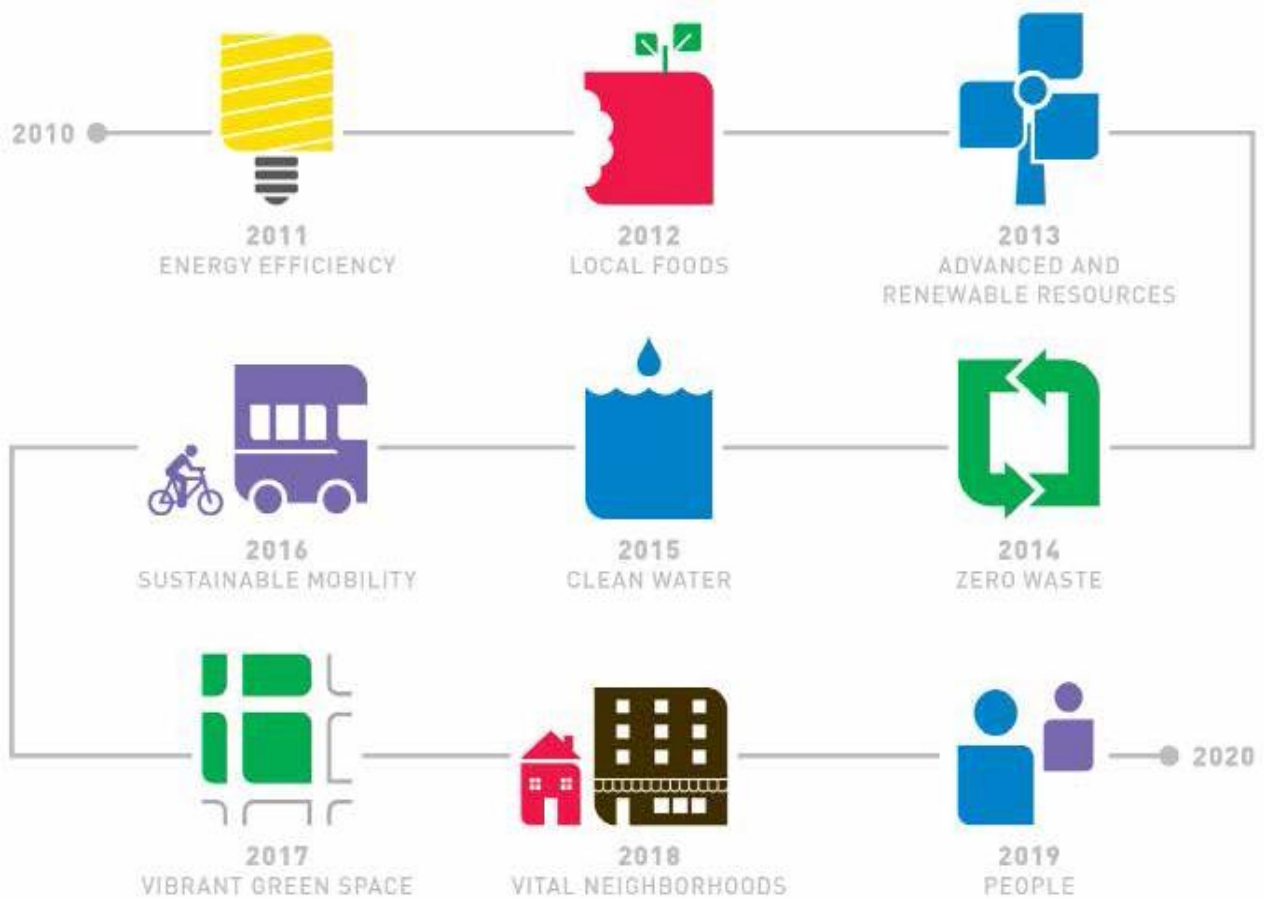 2010
2011
ENERGY EFFICIENCY
2012
LOCAL FOODS
2013
ADVANCED AND
RENEWABLE RESOURCES
2014
ZERO WASTE
2015
CLEAN WATER
2016
SUSTAINABLE MOBILITY
2017
VIBRANT GREEN SPACE
2018
VITAL NEIGHBORHOODS
2019
PEOPLE
2020